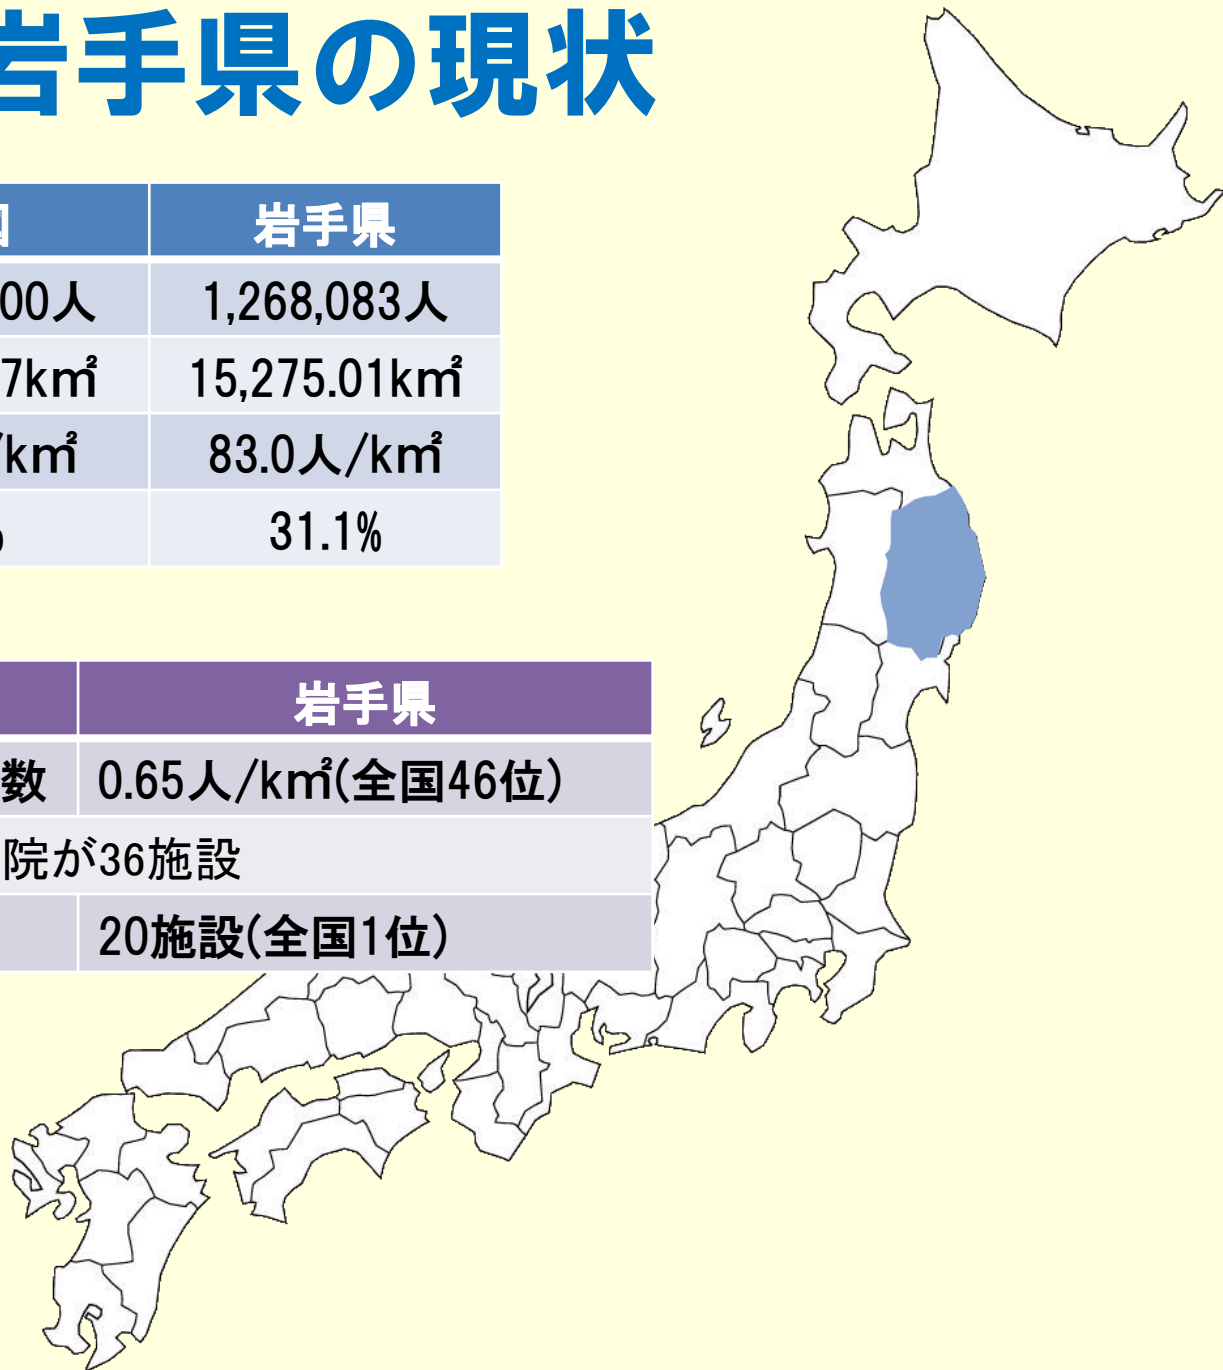 岩手県の現状
岩手県
00人 1,268,083人
7k㎡ 15,275.01k㎡
/k㎡ 83.0人/k㎡
31.1%
岩手県
数 0.65人/k㎡(全国46位)
院が36施設
20施設(全国1位)